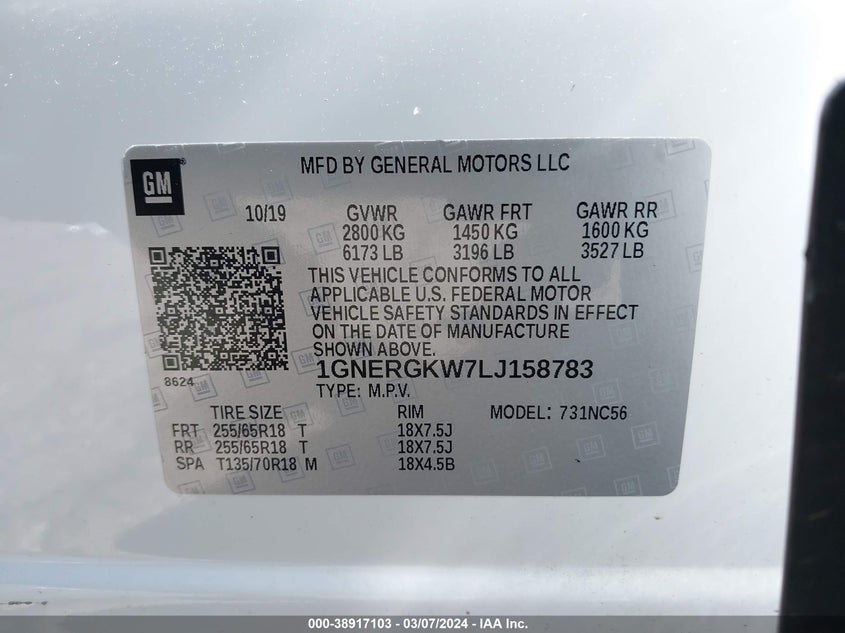 GM
MFD BY GENERAL MOTORS LLC
10/19 GVWR GAWR FRT GAWR RR
2800 KG 1450 KG 1600 KG
6173 LB 3196 LB 3527 LB
THIS VEHICLE CONFORMS TO ALL
APPLICABLE U.S. FEDERAL MOTOR
VEHICLE SAFETY STANDARDS IN EFFECT
ON THE DATE OF MANUFACTURE
SHOWN ABOVE.
8624
1GNERGKW7LJ158783
TYPE: M.P.V.
TIRE SIZE RIM MODEL: 731NC56
FRT 255/65R18 T 18X7.5J
RR 255/65R18 T 18X7.5J
SPA T135/70R18 M 18X4.5B
000-38917103 - 03/07/2024 - IAA Inc.